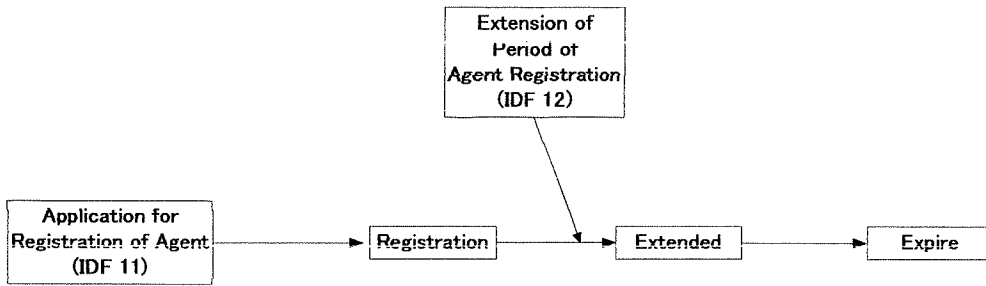 Extension of
Period of
Agent Registration
(IDF 12)
Application for
Registration of Agent
(IDF 11)
Registration
Extended
Expire